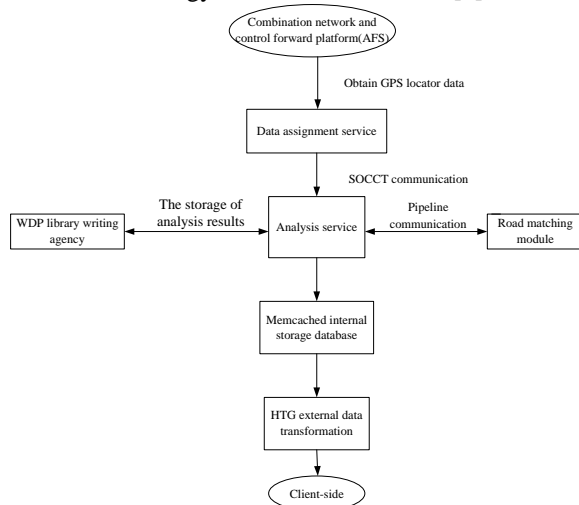 Combination network and
control forward platform(AFS)
Obtain GPS locator data
Data assignment service
SOCCT communication
The storage of
analysis results
Pipeline
communication
WDP library writing
agency
Analysis service
Road matching
module
Memcached internal
storage database
HTG external data
transformation
Client-side